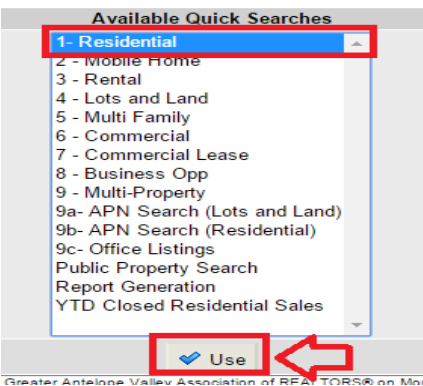 Available Quick Searches
1- Residential
2 - Mobile Home
3 - Rental
4 - Lots and Land
5 - Multi Family
6 - Commercial
7 - Commercial Lease
8 - Business Opp
9 - Multi-Property
9a- APN Search (Lots and Land)
9b- APN Search (Residential)
9c- Office Listings
Public Property Search
Report Generation
YTD Closed Residential Sales
Use
Greater Antelope Valley Association of REALTORS® on Mo